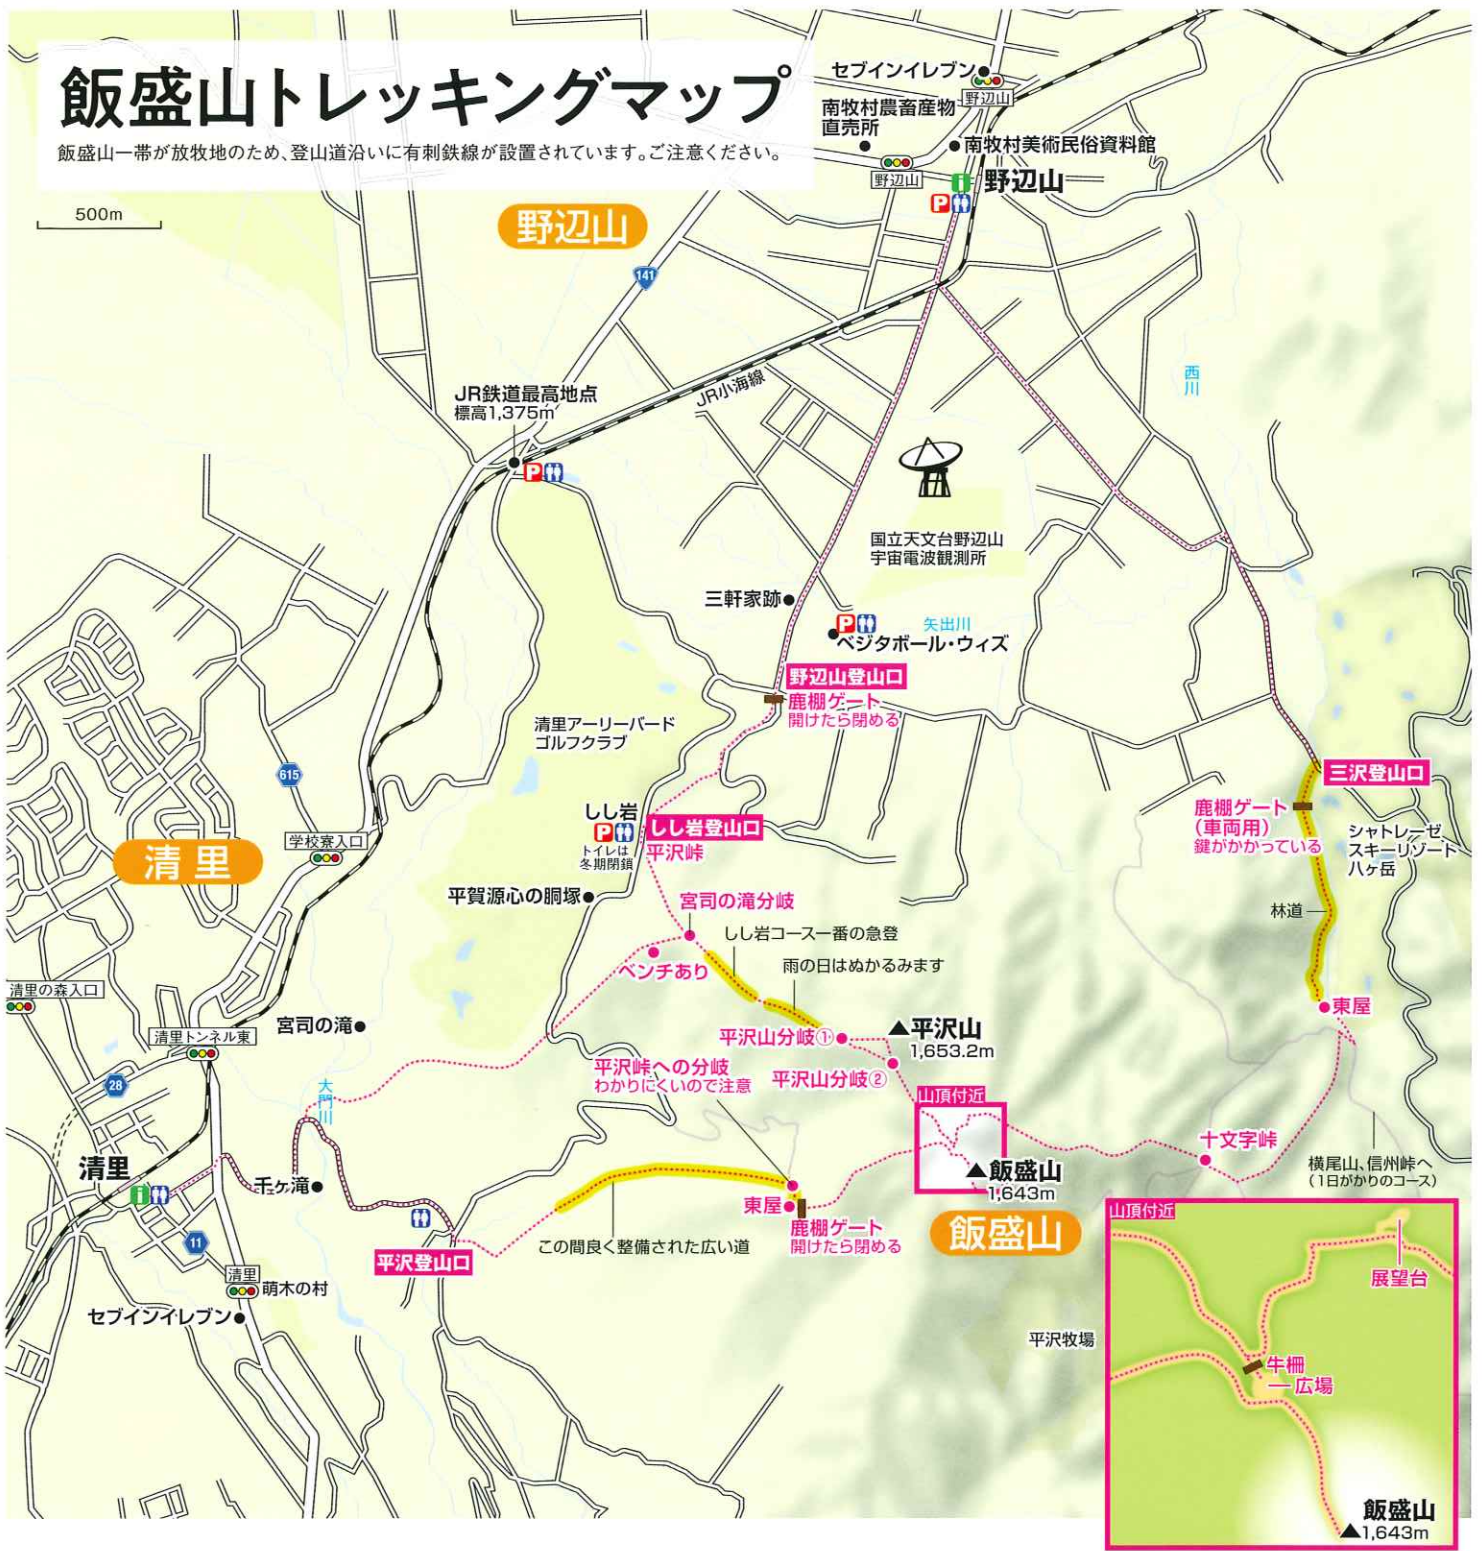 飯盛山トレッキングマップ
飯盛山一帯が放牧地のため、登山道沿いに有刺鉄線が設置されています。ご注意ください。
500m
セブンイレブン
野辺山
南牧村農畜産物
直売所
南牧村美術民俗資料館
野辺山
野辺山
P
野辺山
141
西川
JR鉄道最高地点
標高1,375m
JR小海線
P
国立天文台野辺山
宇宙電波観測所
三軒家跡
P
矢出川
ベジタボール・ウィズ
野辺山登山口
鹿棚ゲート
開けたら閉める
清里アーリーバード
ゴルフクラブ
615
三沢登山口
鹿棚ゲート
(車両用)
鍵がかかっている
シャトレーゼ
スキーリゾート
八ヶ岳
しし岩
P
トイレは
冬期閉鎖
しし岩登山口
平沢峠
学校寮入口
清里
平賀源心の胴塚
宮司の滝分岐
林道
しし岩コース一番の急登
ベンチあり
雨の日はぬかるみます
清里の森入口
東屋
宮司の滝
清里トンネル東
平沢山分岐①
平沢山
1,653.2m
平沢峠への分岐
わかりにくいので注意
平沢山分岐②
28
大門川
山頂付近
十文字峠
清里
千ヶ滝
飯盛山
1,643m
横尾山、信州峠へ
(1日がかりのコース)
東屋
鹿棚ゲート
開けたら閉める
この間良く整備された広い道
飯盛山
平沢登山口
11
清里
萌木の村
セブンイレブン
平沢牧場
山頂付近
展望台
牛柵
広場
飯盛山
1,643m